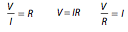 V/I = R   V = IR   V/R = I